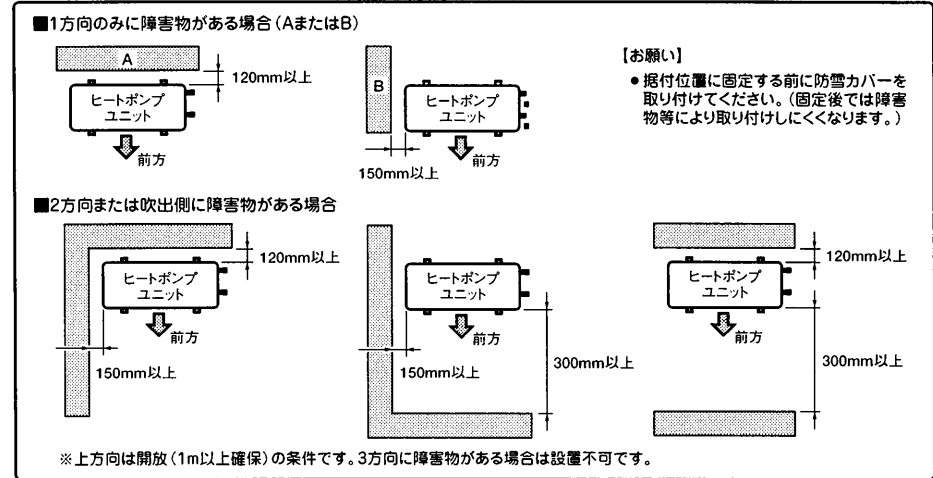 ■1方向のみに障害物がある場合(AまたはB)
A
120mm以上
ヒートポンプ
ユニット
前方
B
ヒートポンプ
ユニット
前方
150mm以上
【お願い】
● 据付位置に固定する前に防雪カバーを
取り付けてください。(固定後では障害
物等により取り付けしにくくなります。)
■2方向または吹出側に障害物がある場合
120mm以上
ヒートポンプ
ユニット
前方
150mm以上
ヒートポンプ
ユニット
前方
150mm以上
300mm以上
120mm以上
ヒートポンプ
ユニット
前方
300mm以上
※上方向は開放(1m以上確保)の条件です。3方向に障害物がある場合は設置不可です。